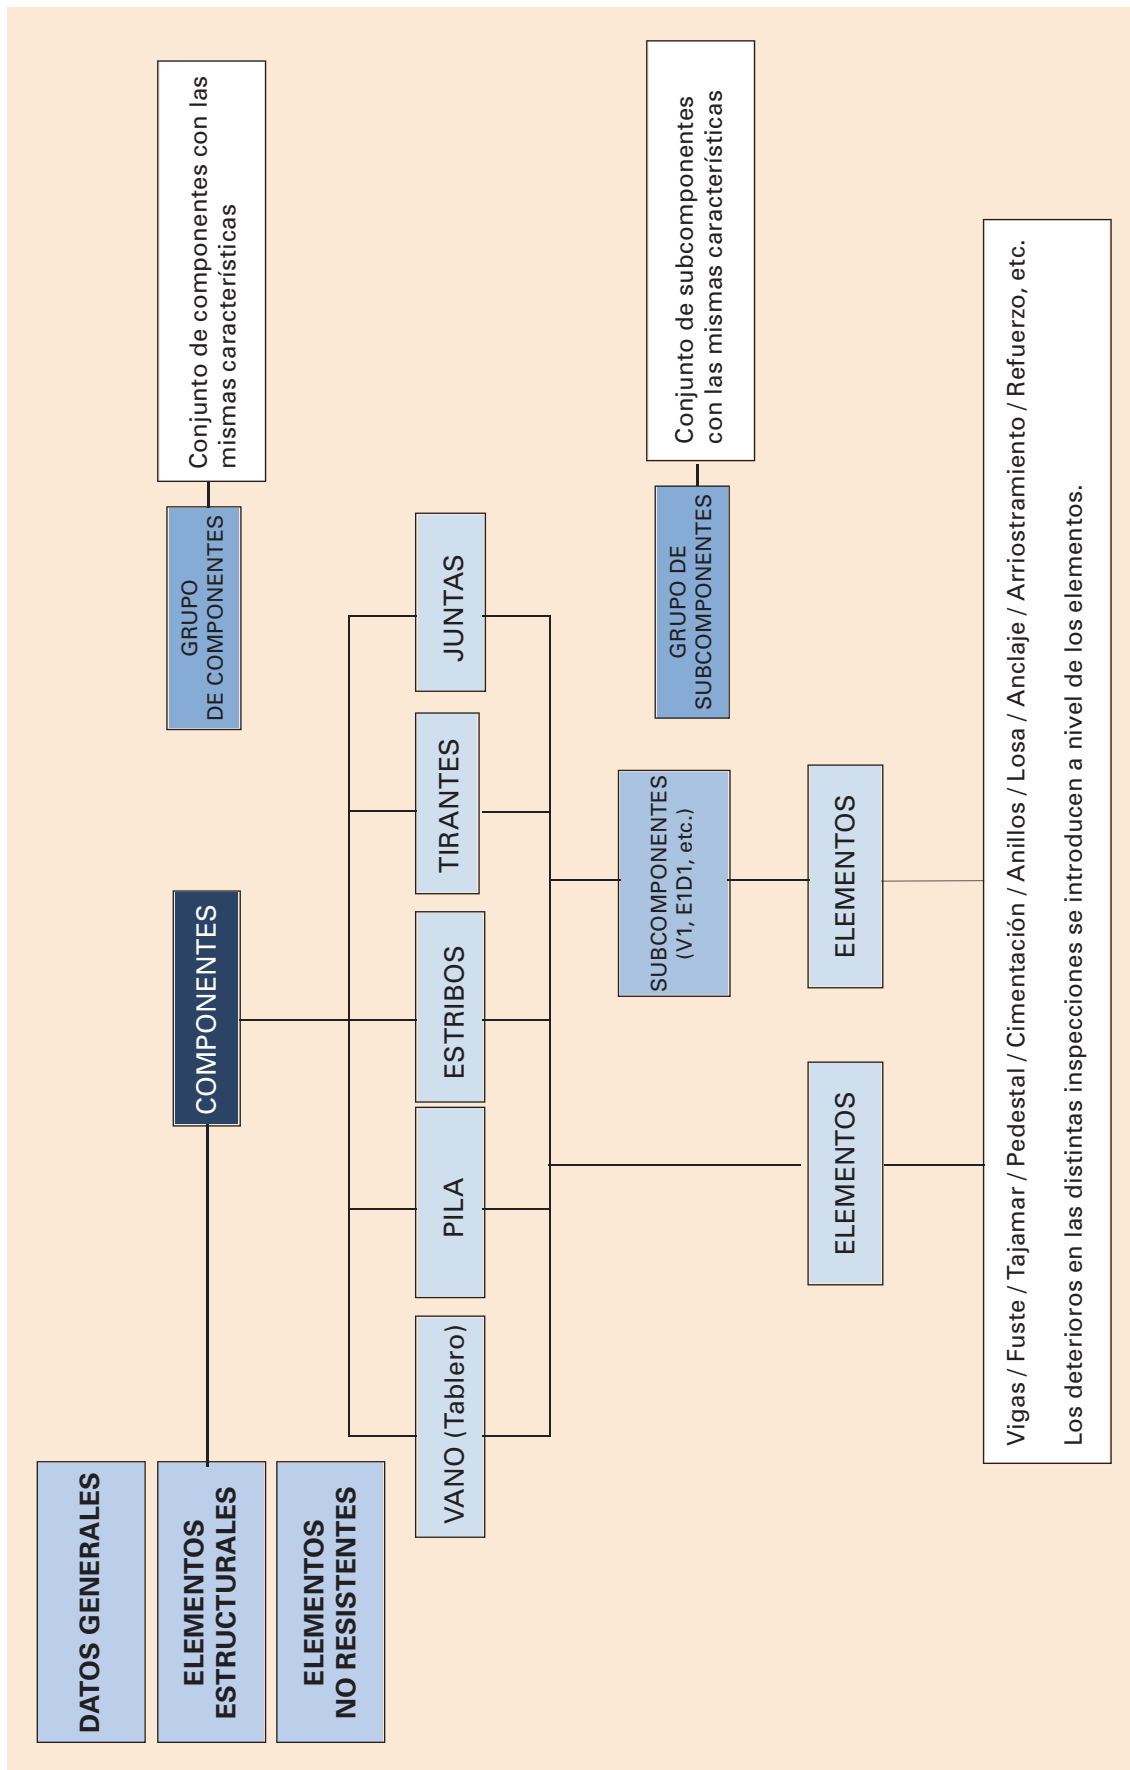 DATOS GENERALES
ELEMENTOS
ESTRUCTURALES
ELEMENTOS
NO RESISTENTES
COMPONENTES
GRUPO
DE COMPONENTES
Conjunto de componentes con las
mismas características
VANO (Tablero)
PILA
ESTRIBOS
TIRANTES
JUNTAS
SUBCOMPONENTES
(V1, E1D1, etc.)
GRUPO DE
SUBCOMPONENTES
Conjunto de subcomponentes
con las mismas características
ELEMENTOS
ELEMENTOS
Vigas / Fuste / Tajamar / Pedestal / Cimentación / Anillos / Losa / Anclaje / Arriostramiento / Refuerzo, etc.
Los deterioros en las distintas inspecciones se introducen a nivel de los elementos.